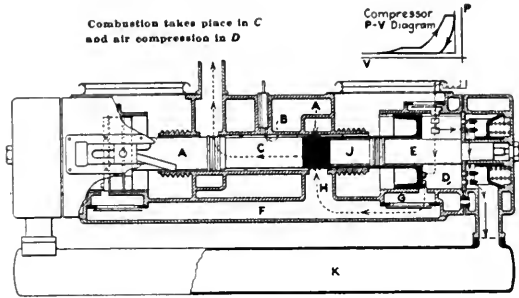 Combustion takes place in C
and air compression in D
Compressor
P-V Diagram
P
V
A
B
A
C
J
E
D
H
G
F
K